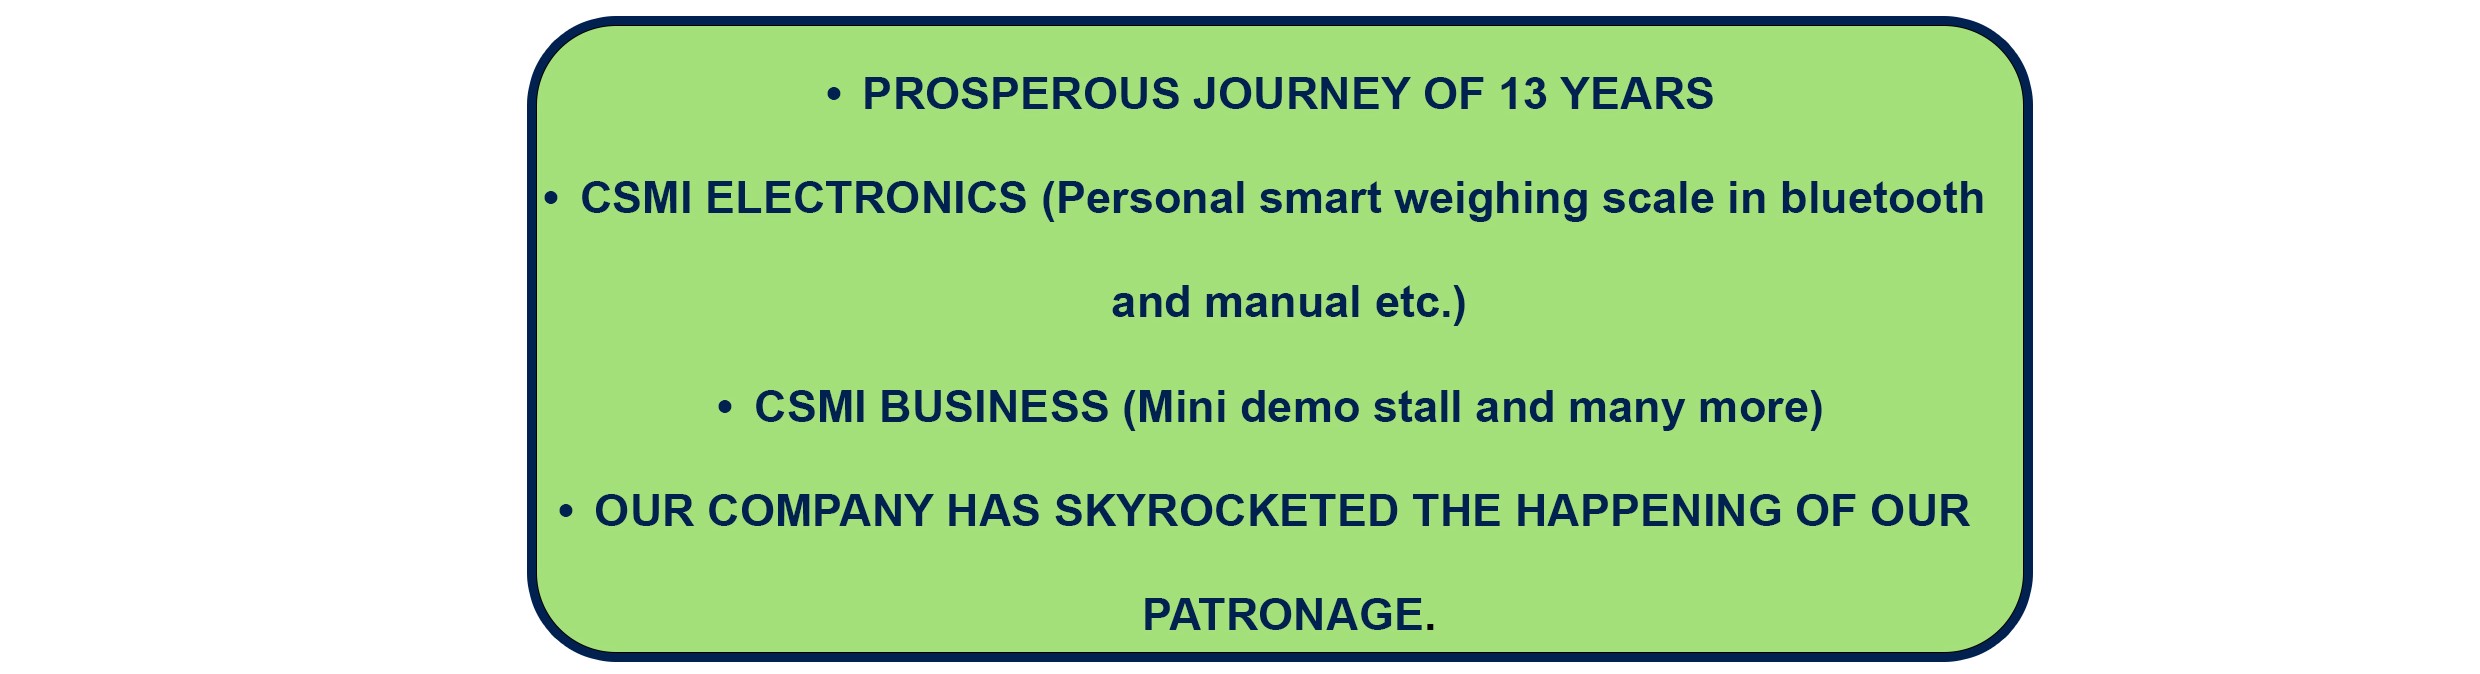 • PROSPEROUS JOURNEY OF 13 YEARS
• CSMI ELECTRONICS (Personal smart weighing scale in bluetooth
and manual etc.)
• CSMI BUSINESS (Mini demo stall and many more)
• OUR COMPANY HAS SKYROCKETED THE HAPPENING OF OUR
PATRONAGE.